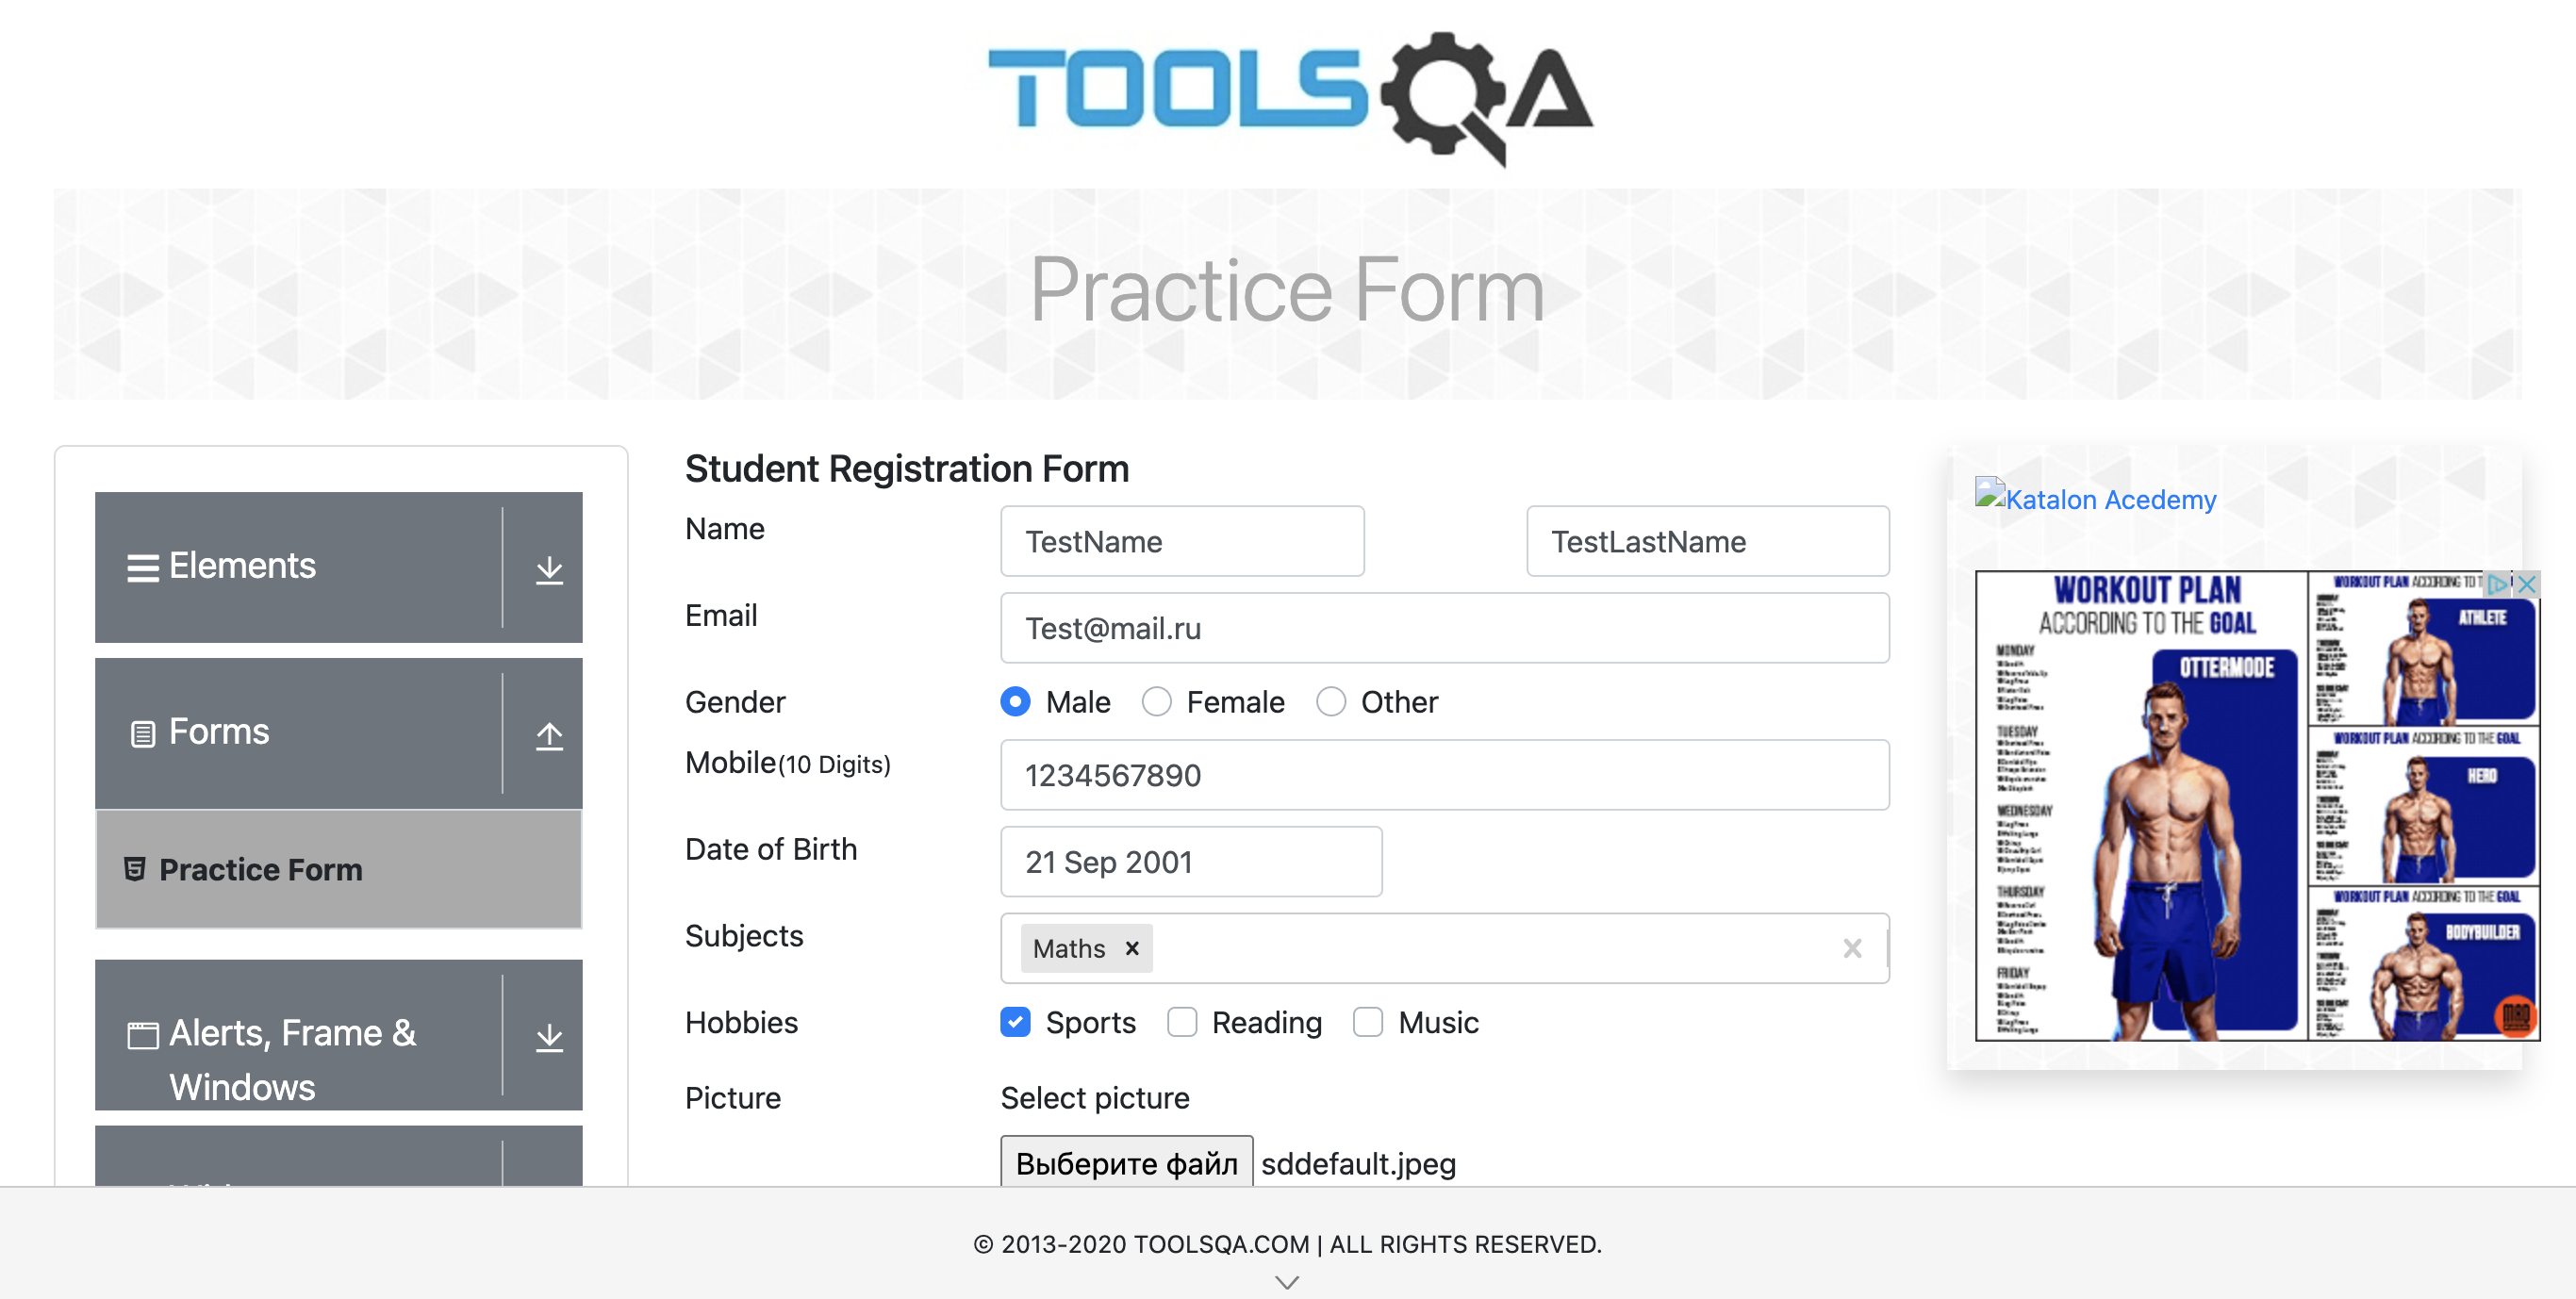 TOOLSQA
Practice Form
Elements
Forms
Practice Form
Alerts, Frame &
Windows
Student Registration Form
Name TestName TestLastName
Email Test@mail.ru
Gender Male Female Other
Mobile(10 Digits) 1234567890
Date of Birth 21 Sep 2001
Subjects Maths
Hobbies Sports Reading Music
Picture Select picture
Выберите файл sddefault.jpeg
Katalon Acedemy
WORKOUT PLAN
ACCORDING TO THE GOAL
OTTERMODE
MONDAY
TUESDAY
WEDNESDAY
THURSDAY
FRIDAY
WORKOUT PLAN ACCORDING TO
ATHLETE
WORKOUT PLAN ACCORDING TO THE GOAL
HERO
WORKOUT PLAN ACCORDING TO THE GOAL
BODYBUILDER
© 2013-2020 TOOLSQA.COM | ALL RIGHTS RESERVED.